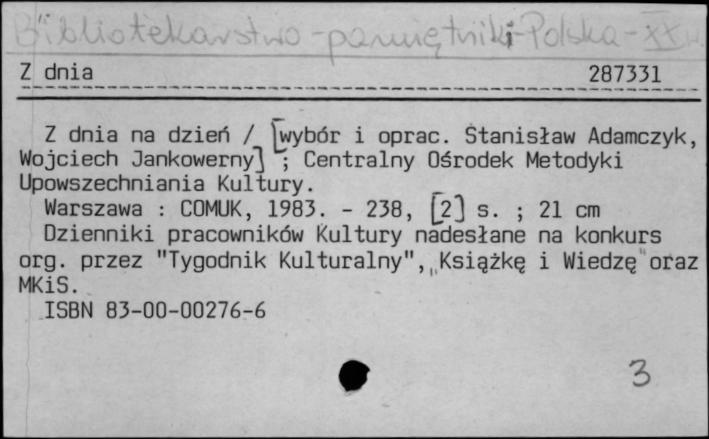 Bibliotekarstwo - pamiętniki - Polska - XX w.
Z dnia 287331
Z dnia na dzień / [wybór i oprac. Stanisław Adamczyk,
Wojciech Jankowerny] ; Centralny Ośrodek Metodyki
Upowszechniania Kultury.
Warszawa : COMUK, 1983. - 238, [2] s. ; 21 cm
Dzienniki pracowników Kultury nadesłane na konkurs
org. przez "Tygodnik Kulturalny", „Książkę i Wiedzę" oraz
MKiS.
ISBN 83-00-00276-6
3